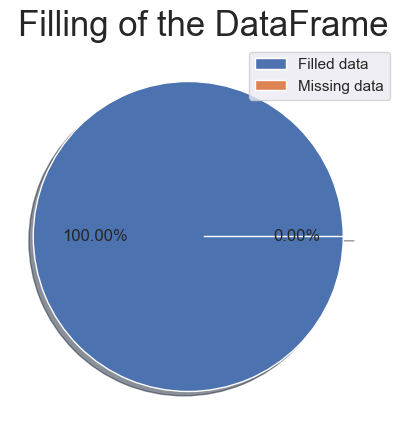 Filling of the DataFrame
Filled data
Missing data
100.00%
0.00%